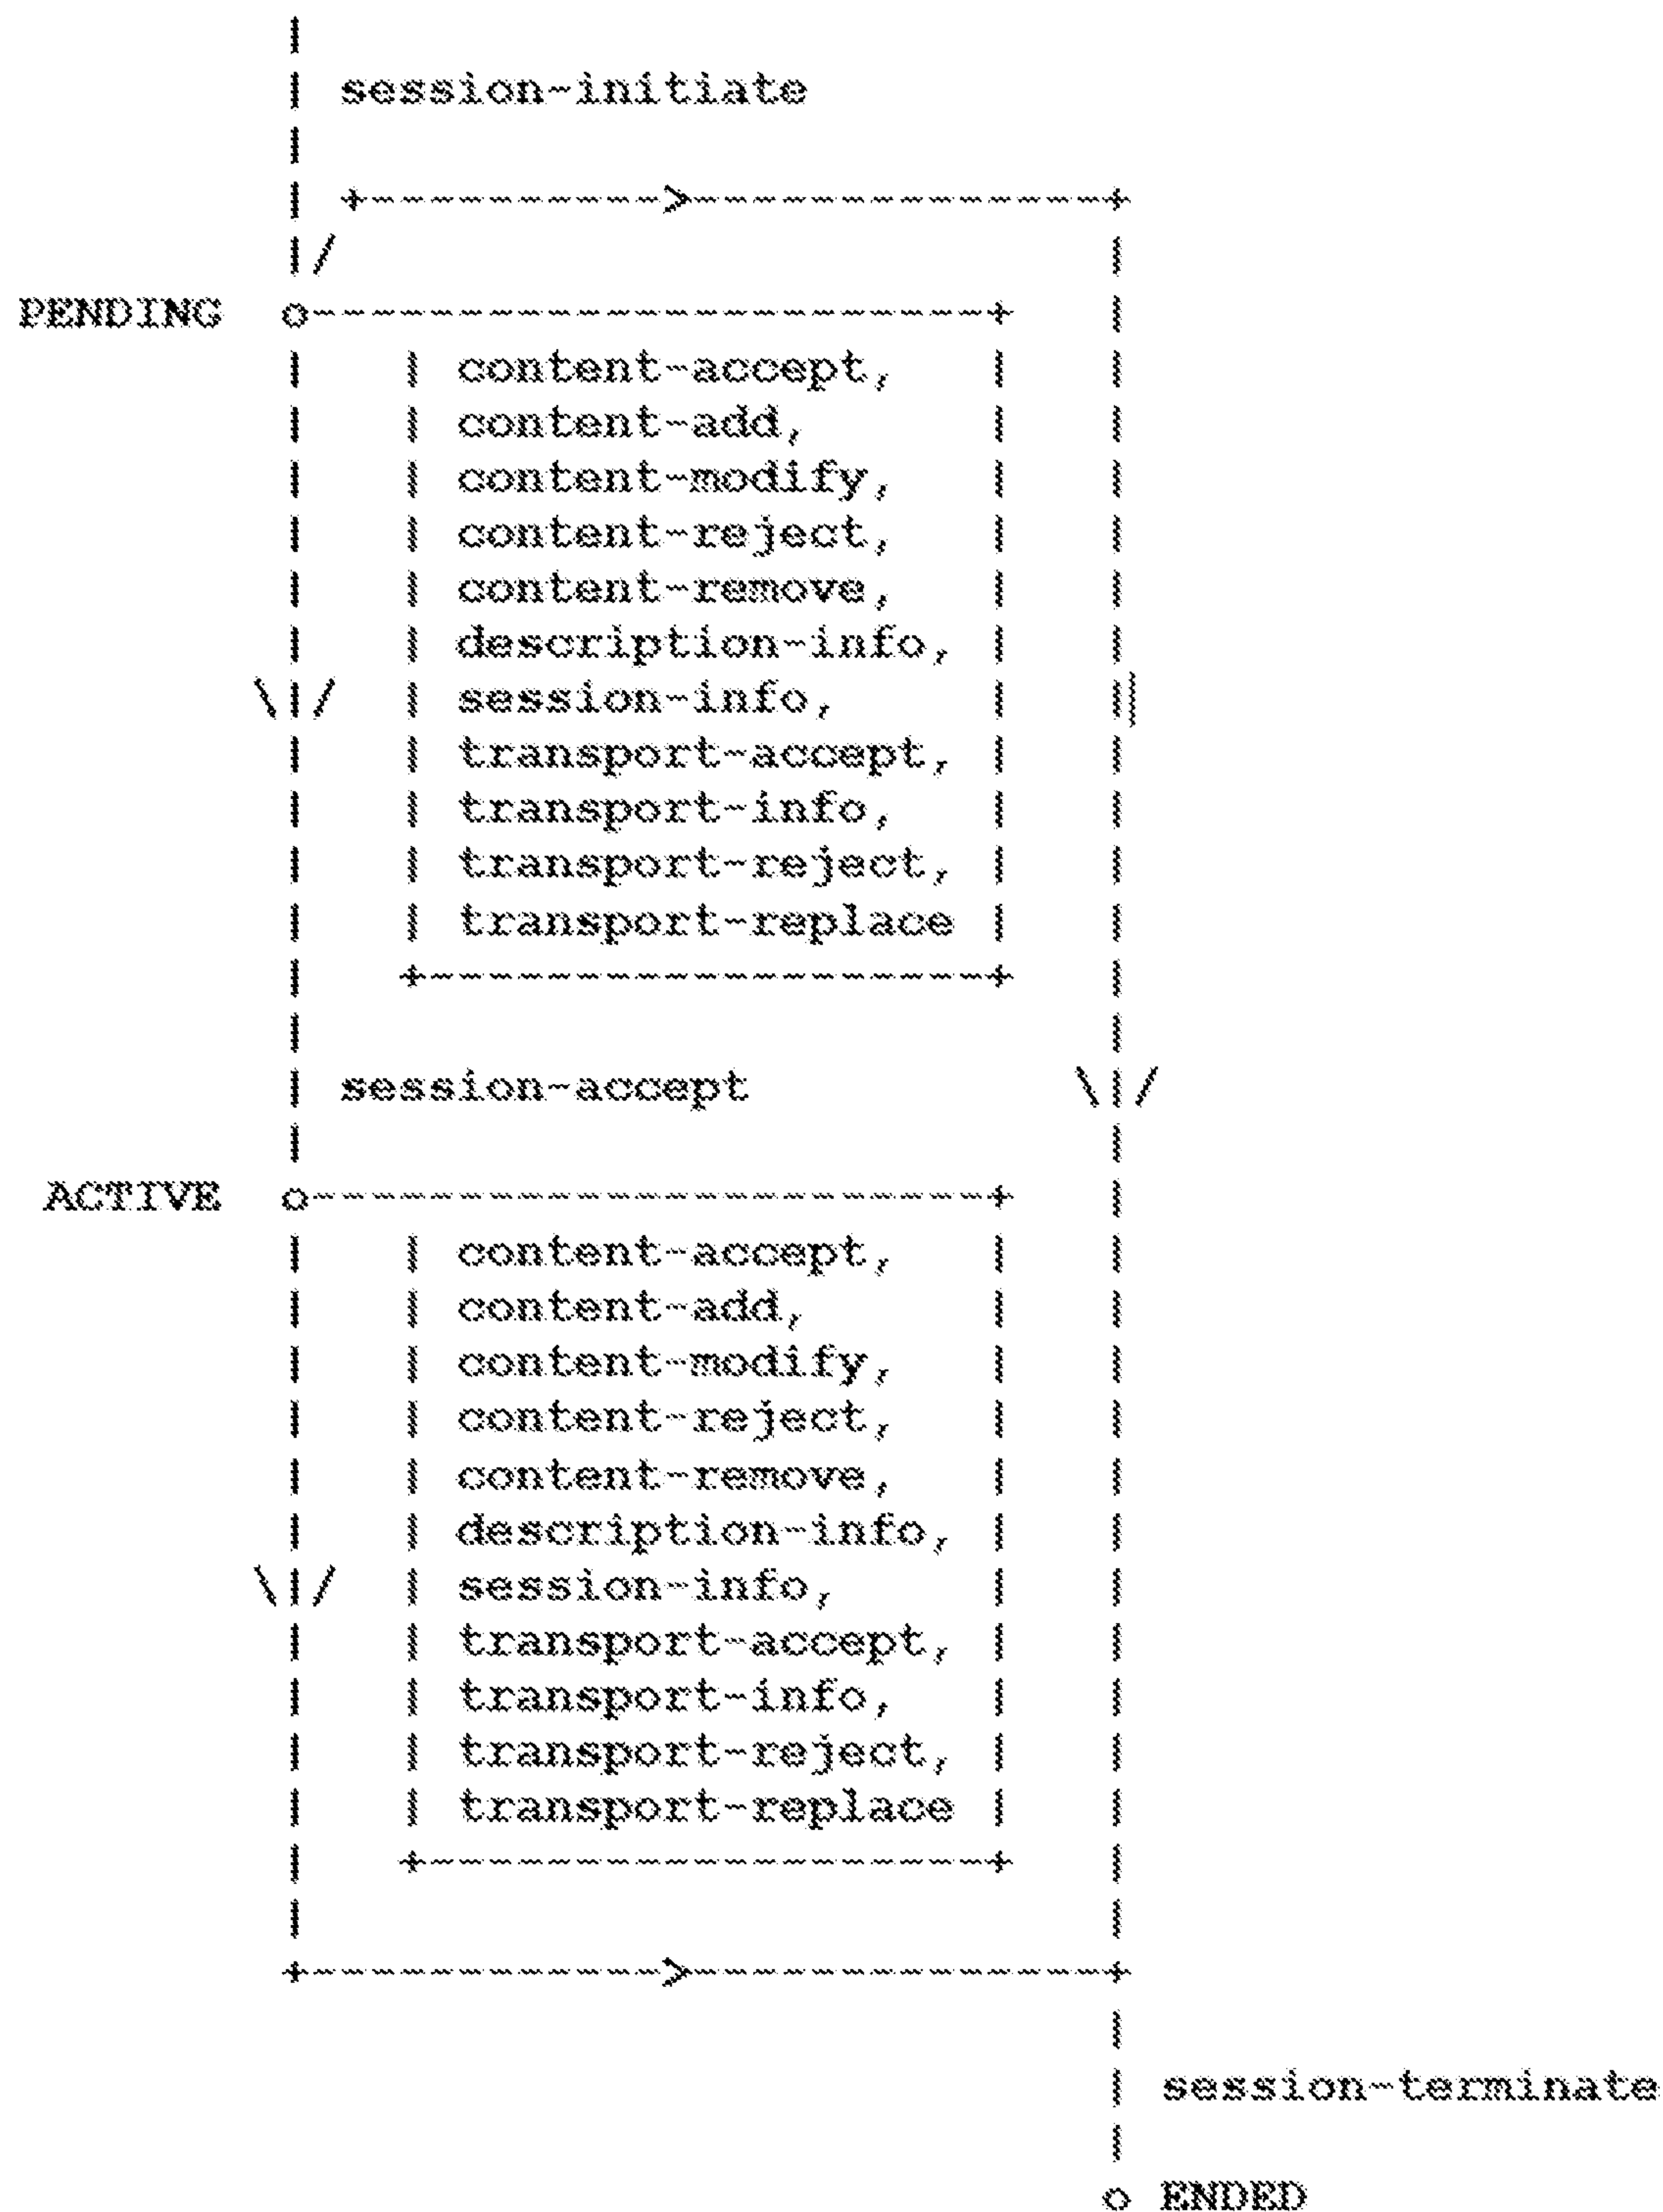 session-initiate
PENDING
content-accept,
content-add,
content-modify,
content-reject,
content-remove,
description-info,
session-info,
transport-accept,
transport-info,
transport-reject,
transport-replace
session-accept
ACTIVE
content-accept,
content-add,
content-modify,
content-reject,
content-remove,
description-info,
session-info,
transport-accept,
transport-info,
transport-reject,
transport-replace
session-terminate
o ENDED